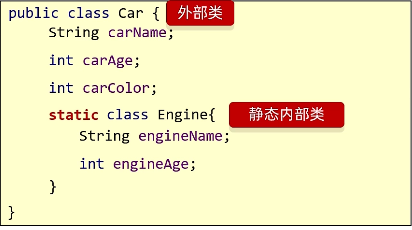 public class Car { 外部类
String carName;
int carAge;
int carColor;
static class Engine{ 静态内部类
String engineName;
int engineAge;
}
}